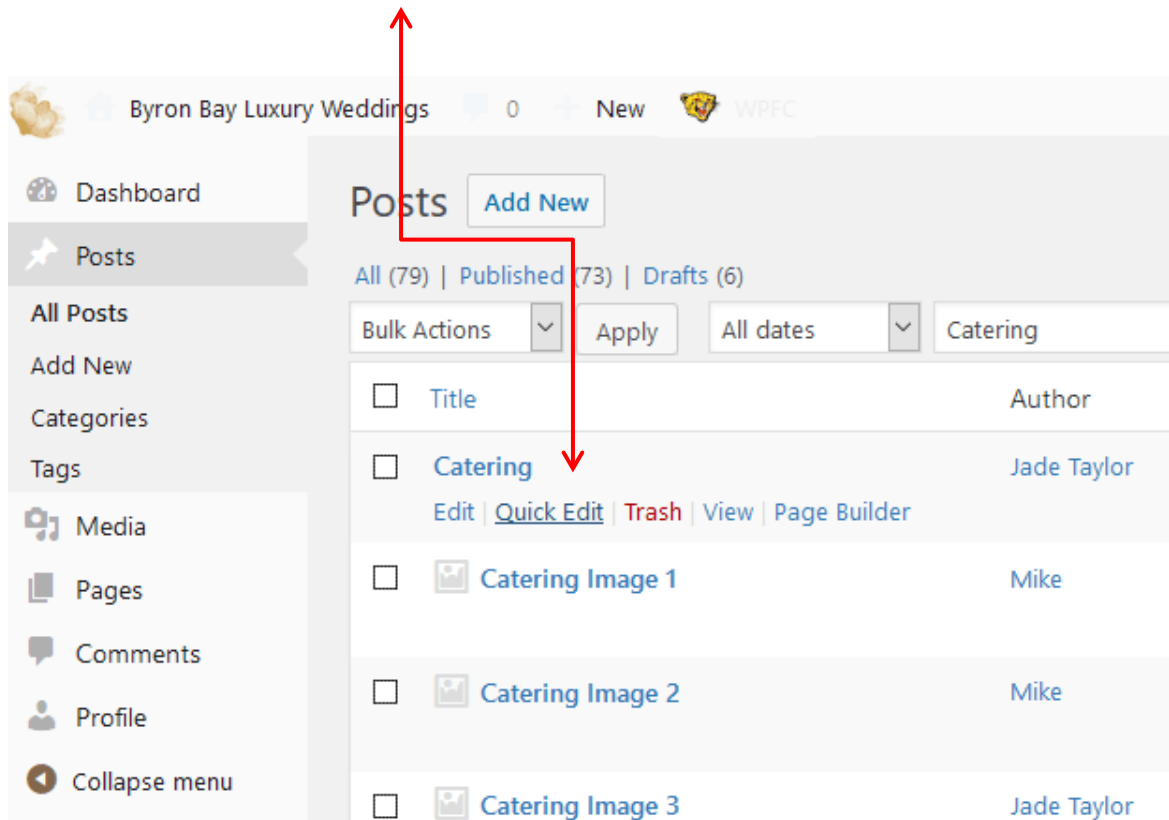 Byron Bay Luxury Weddings 0 New WPFC
Dashboard
Posts
All Posts
Add New
Categories
Tags
Media
Pages
Comments
Profile
Collapse menu
Posts Add New
All (79) | Published (73) | Drafts (6)
Bulk Actions Apply All dates Catering
Title Author
Catering Jade Taylor
Edit | Quick Edit | Trash | View | Page Builder
Catering Image 1 Mike
Catering Image 2 Mike
Catering Image 3 Jade Taylor